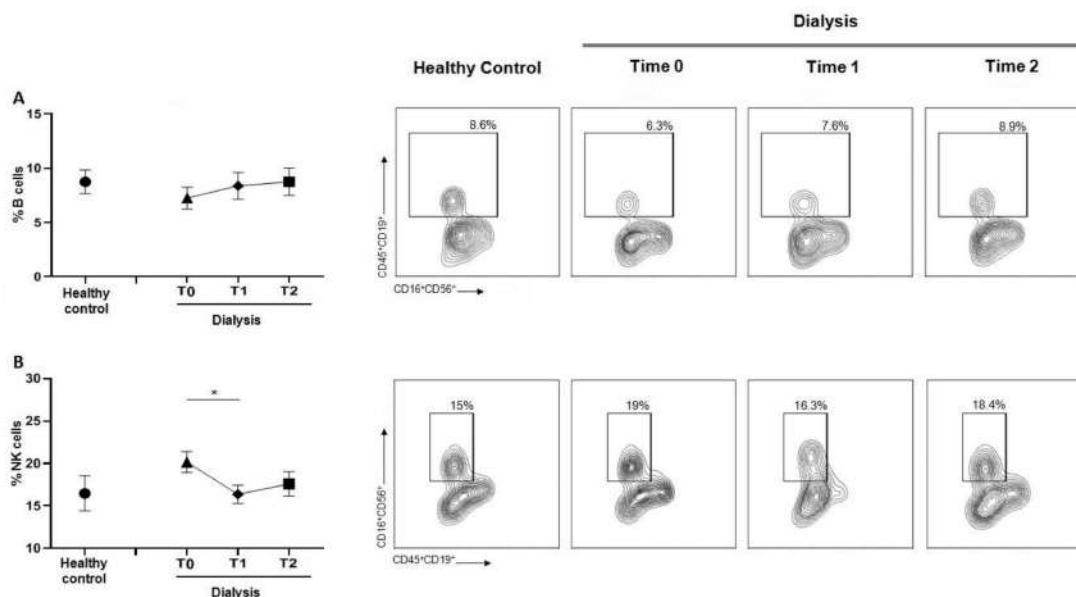 Dialysis
Healthy Control Time 0 Time 1 Time 2
A
15
10
5
0
%B cells
Healthy control
T0 T1 T2
Dialysis
8.6%
6.3%
7.6%
8.9%
CD45⁺CD19⁺
CD16⁺CD56⁺
B
30
25
20
15
10
%NK cells
*
Healthy control
T0 T1 T2
Dialysis
15%
19%
16.3%
18.4%
CD16⁺CD56⁺
CD45⁺CD19⁺